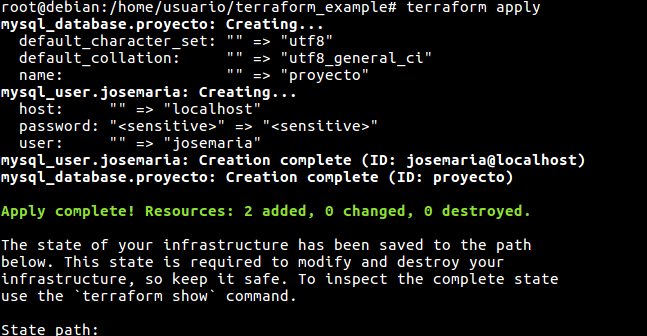 root@debian:/home/usuario/terraform_example# terraform apply
mysql_database.proyecto: Creating...
  default_character_set: "" => "utf8"
  default_collation:     "" => "utf8_general_ci"
  name:                  "" => "proyecto"
mysql_user.josemaria: Creating...
  host:     "" => "localhost"
  password: "<sensitive>" => "<sensitive>"
  user:     "" => "josemaria"
mysql_user.josemaria: Creation complete (ID: josemaria@localhost)
mysql_database.proyecto: Creation complete (ID: proyecto)

Apply complete! Resources: 2 added, 0 changed, 0 destroyed.

The state of your infrastructure has been saved to the path
below. This state is required to modify and destroy your
infrastructure, so keep it safe. To inspect the complete state
use the `terraform show` command.

State path: